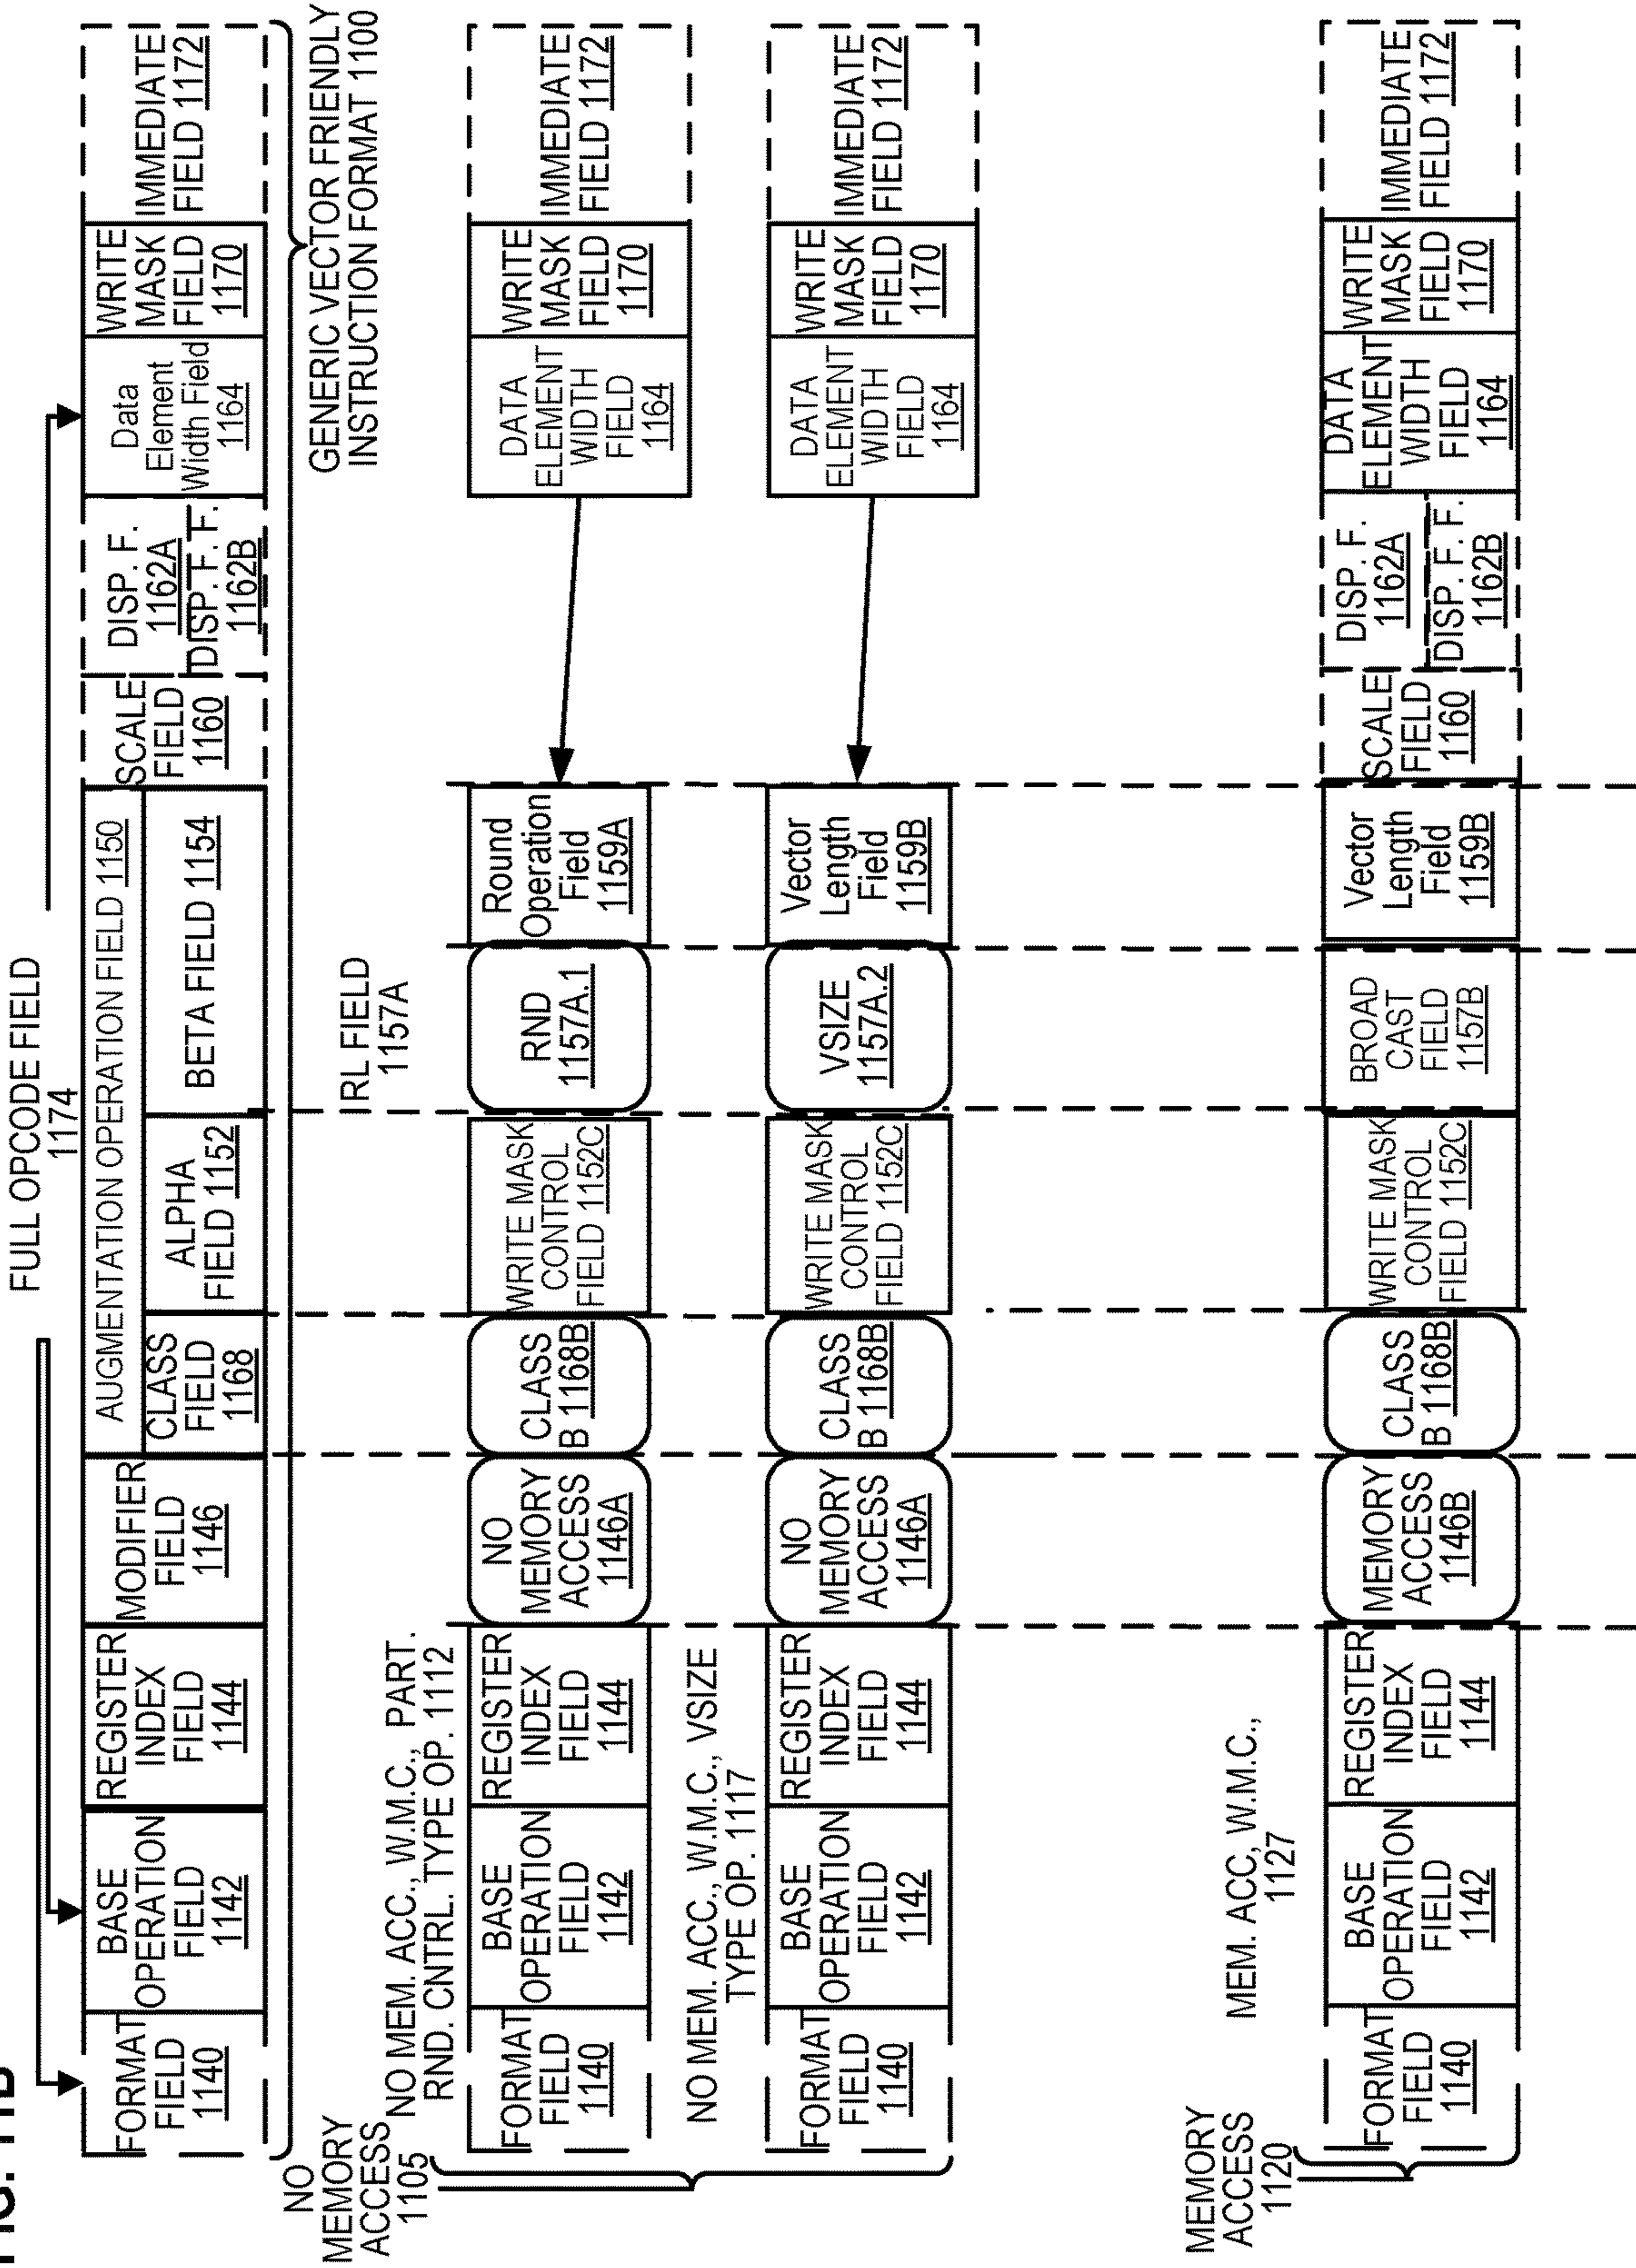 FIG. 11B
FULL OPCODE FIELD
1174
FORMAT
FIELD
1140
BASE
OPERATION
FIELD
1142
REGISTER
INDEX
FIELD
1144
MODIFIER
FIELD
1146
AUGMENTATION OPERATION FIELD 1150
CLASS
FIELD
1168
ALPHA
FIELD 1152
BETA FIELD 1154
SCALE
FIELD
1160
DISP. F.
1162A
DISP. F. F.
1162B
Data
Element
Width Field
1164
WRITE
MASK
FIELD
1170
IMMEDIATE
FIELD 1172
GENERIC VECTOR FRIENDLY
INSTRUCTION FORMAT 1100
NO
MEMORY
ACCESS
1105
NO MEM. ACC., W.M.C., PART.
RND. CNTRL. TYPE OP. 1112
RL FIELD
1157A
FORMAT
FIELD
1140
BASE
OPERATION
FIELD
1142
REGISTER
INDEX
FIELD
1144
NO
MEMORY
ACCESS
1146A
CLASS
B 1168B
WRITE MASK
CONTROL
FIELD 1152C
RND
1157A.1
Round
Operation
Field
1159A
DATA
ELEMENT
WIDTH
FIELD
1164
WRITE
MASK
FIELD
1170
IMMEDIATE
FIELD 1172
NO MEM. ACC., W.M.C., VSIZE
TYPE OP. 1117
FORMAT
FIELD
1140
BASE
OPERATION
FIELD
1142
REGISTER
INDEX
FIELD
1144
NO
MEMORY
ACCESS
1146A
CLASS
B 1168B
WRITE MASK
CONTROL
FIELD 1152C
VSIZE
1157A.2
Vector
Length
Field
1159B
DATA
ELEMENT
WIDTH
FIELD
1164
WRITE
MASK
FIELD
1170
IMMEDIATE
FIELD 1172
MEMORY
ACCESS
1120
MEM. ACC, W.M.C.,
1127
FORMAT
FIELD
1140
BASE
OPERATION
FIELD
1142
REGISTER
INDEX
FIELD
1144
MEMORY
ACCESS
1146B
CLASS
B 1168B
WRITE MASK
CONTROL
FIELD 1152C
BROAD
CAST
FIELD
1157B
Vector
Length
Field
1159B
SCALE
FIELD
1160
DISP. F.
1162A
DISP. F. F.
1162B
DATA
ELEMENT
WIDTH
FIELD
1164
WRITE
MASK
FIELD
1170
IMMEDIATE
FIELD 1172